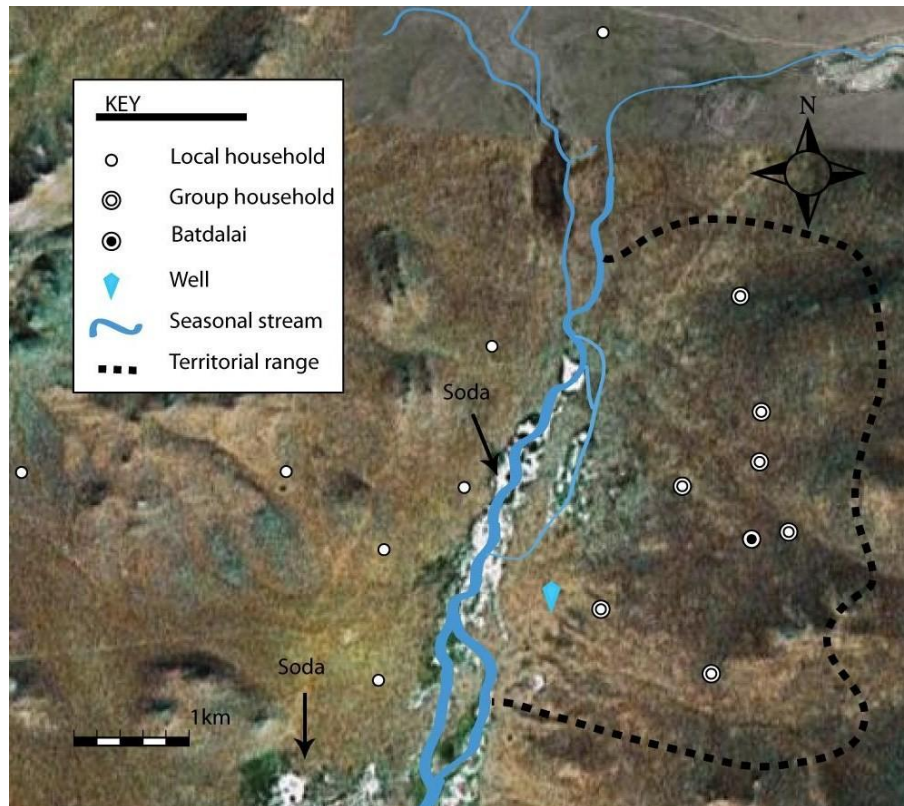 N
KEY
Local household
Group household
Batdalai
Well
Seasonal stream
Territorial range
Soda
Soda
1km